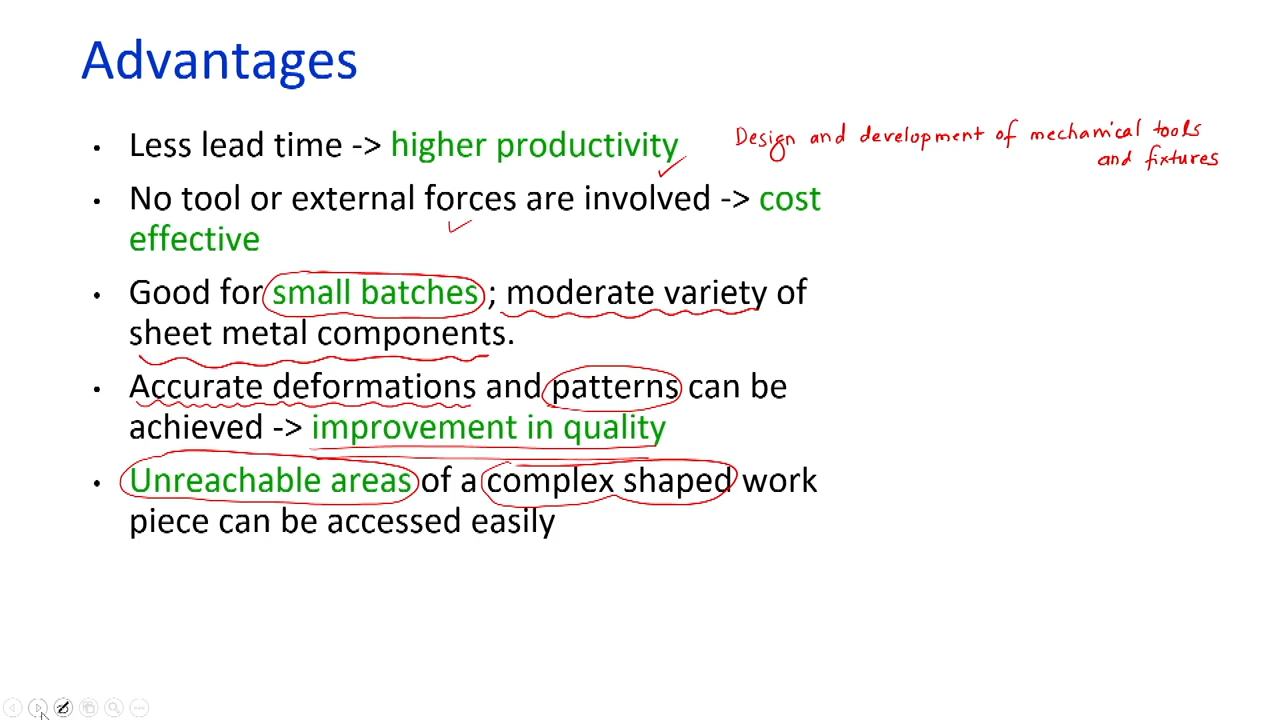 Advantages
• Less lead time -> higher productivity
Design and development of mechanical tools
and fixtures
• No tool or external forces are involved -> cost
effective
• Good for small batches ; moderate variety of
sheet metal components.
• Accurate deformations and patterns can be
achieved -> improvement in quality
• Unreachable areas of a complex shaped work
piece can be accessed easily